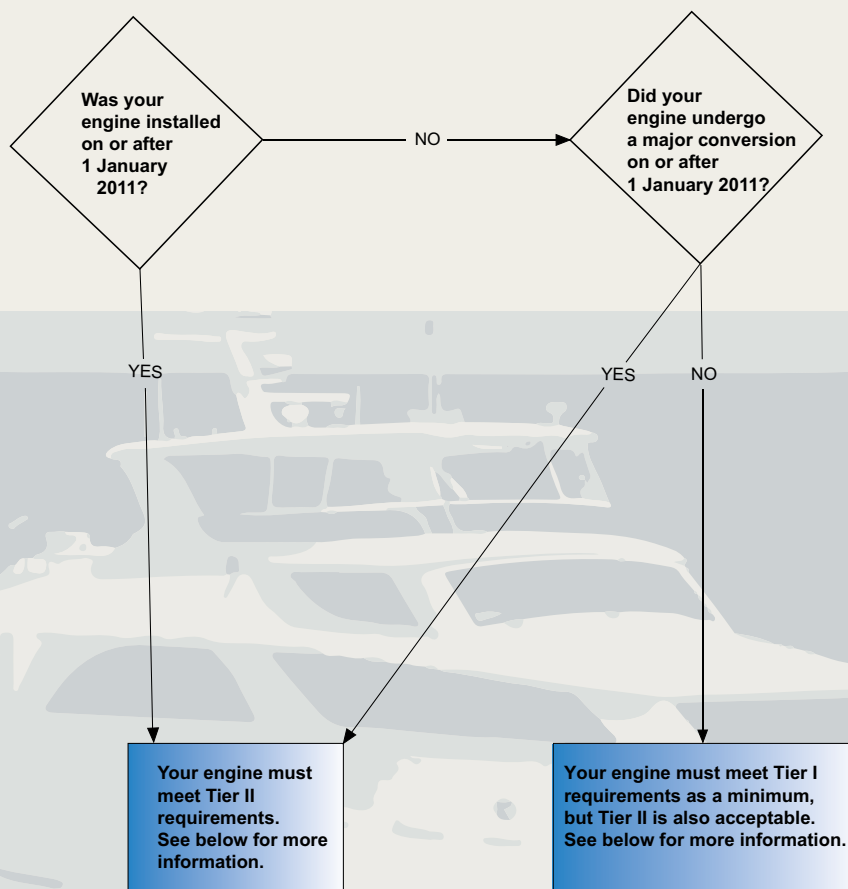 Was your
engine installed
on or after
1 January
2011?
NO
Did your
engine undergo
a major conversion
on or after
1 January 2011?
YES
YES
NO
Your engine must
meet Tier II
requirements.
See below for more
information.
Your engine must meet Tier I
requirements as a minimum,
but Tier II is also acceptable.
See below for more information.